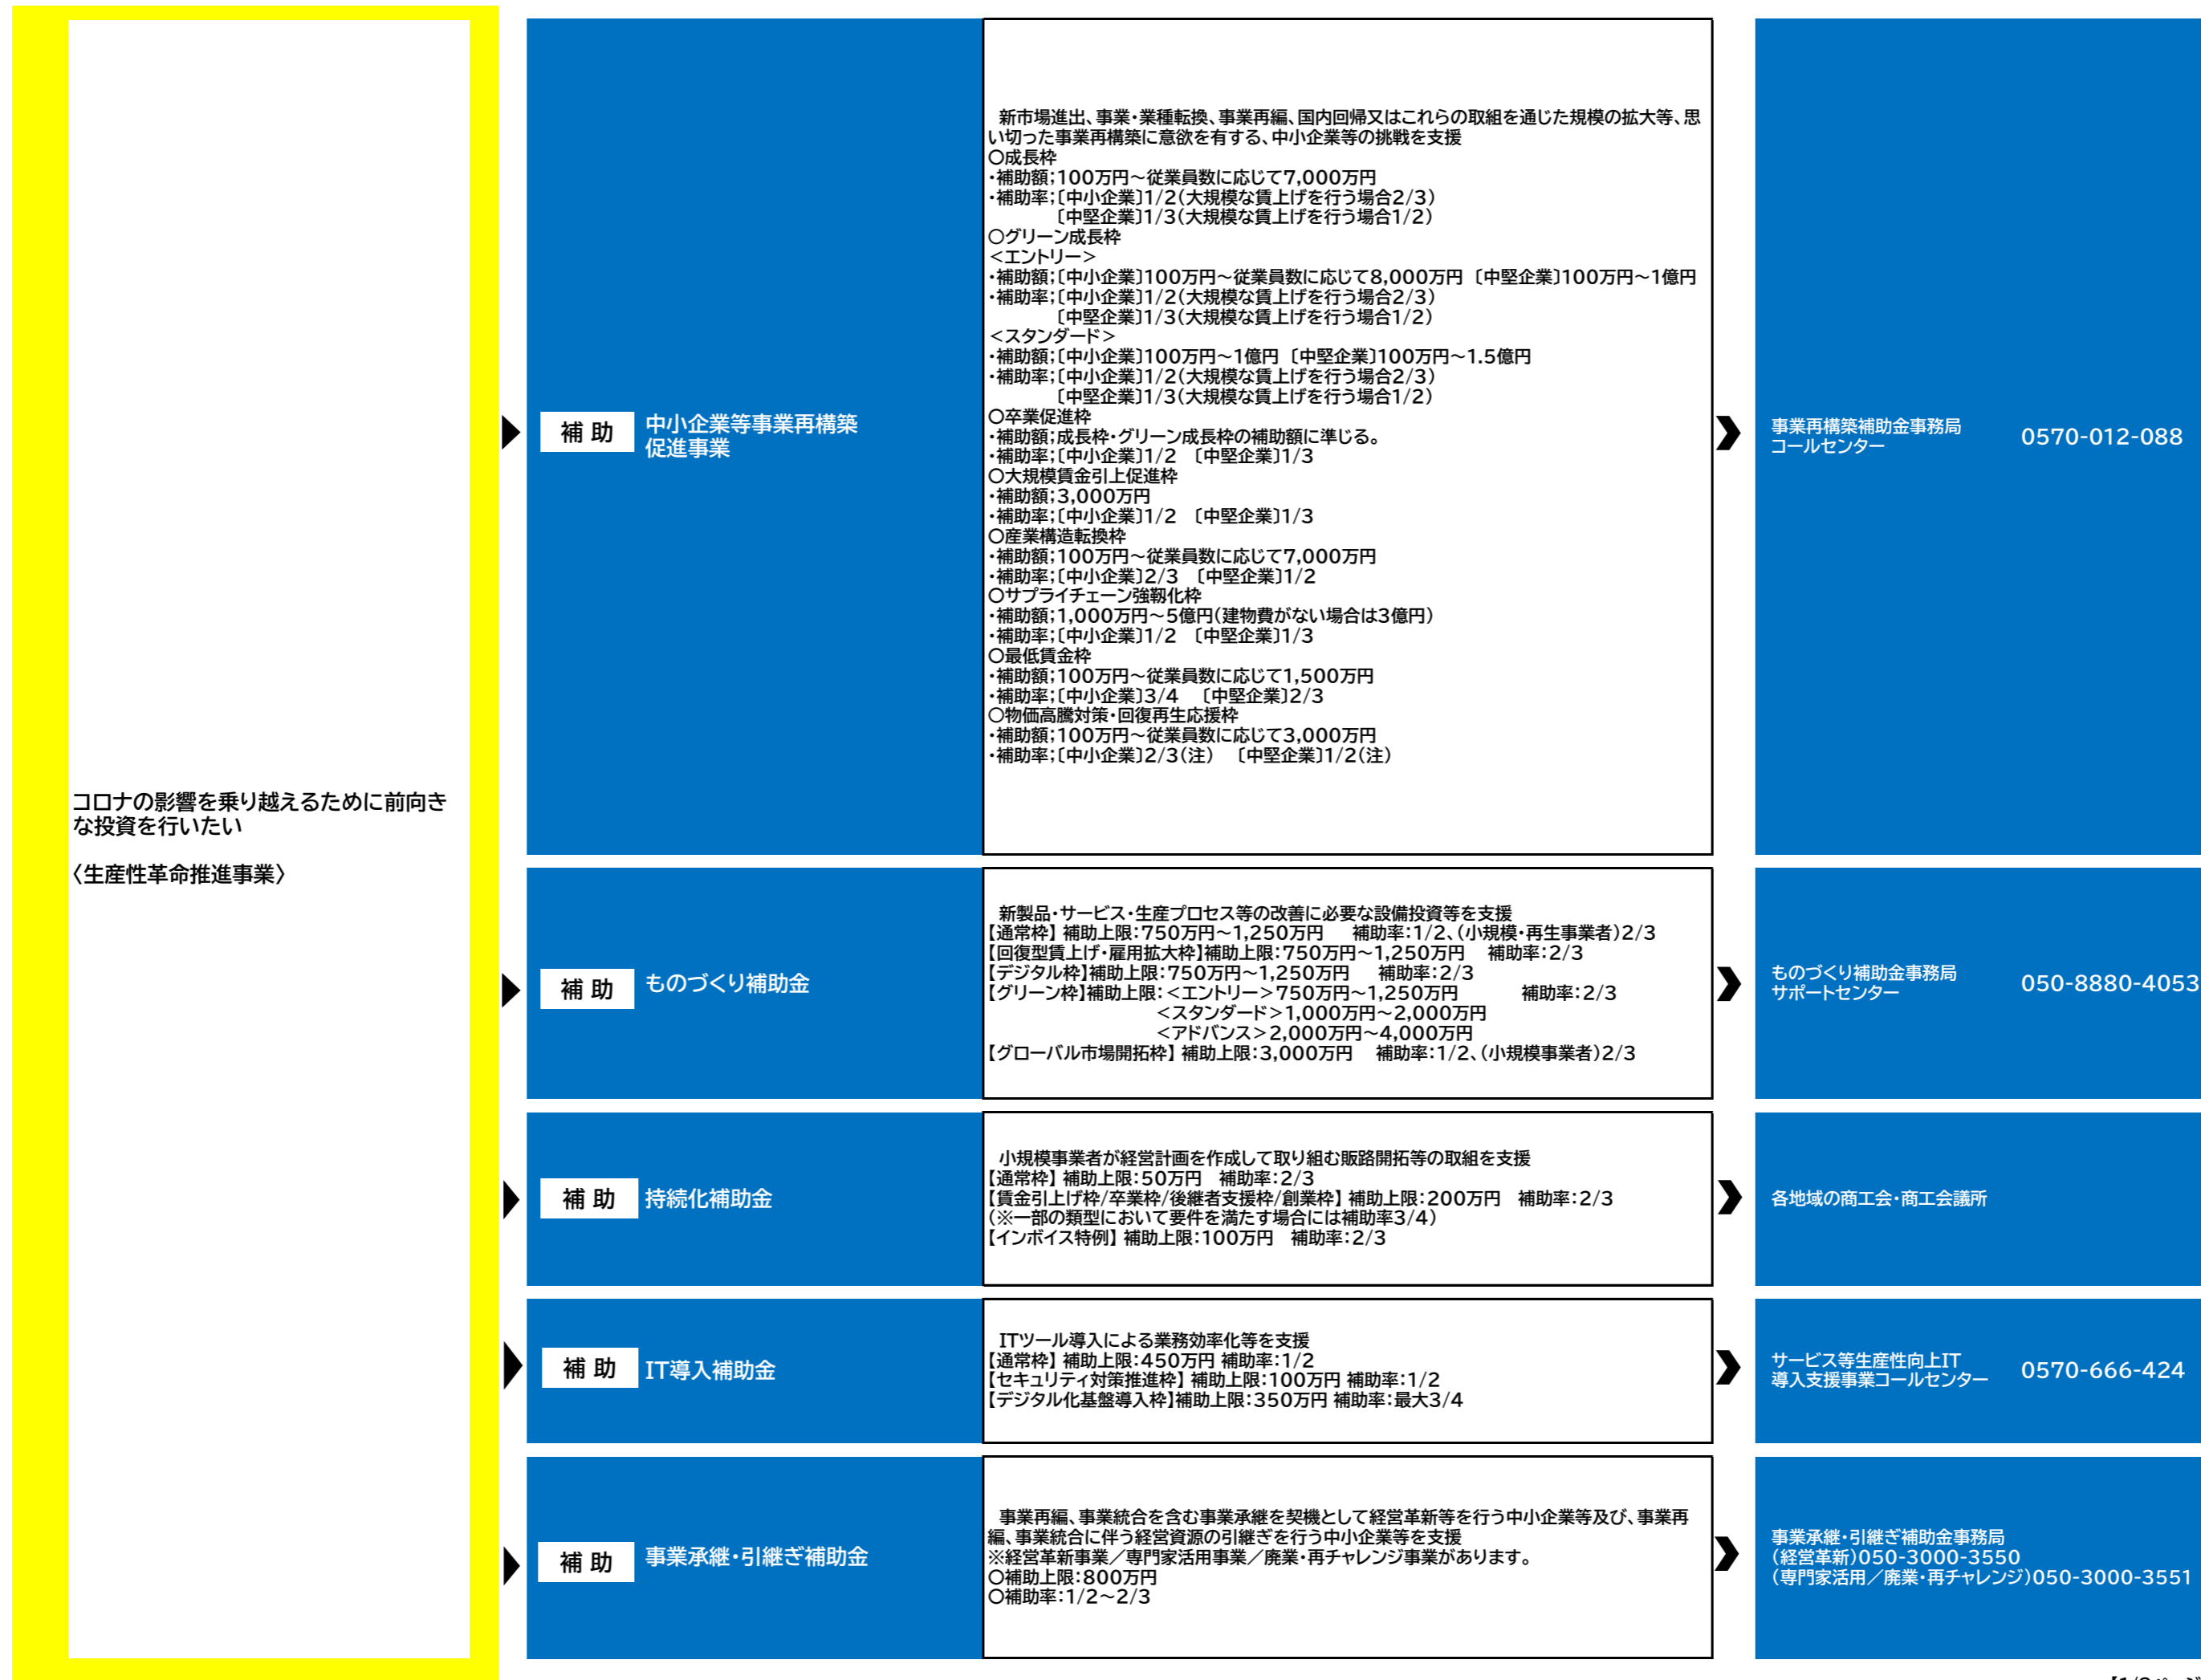 コロナの影響を乗り越えるために前向き
な投資を行いたい
〈生産性革命推進事業〉
補 助
中小企業等事業再構築
促進事業
新市場進出、事業・業種転換、事業再編、国内回帰又はこれらの取組を通じた規模の拡大等、思
い切った事業再構築に意欲を有する、中小企業等の挑戦を支援
○成長枠
・補助額;100万円～従業員数に応じて7,000万円
・補助率;〔中小企業〕1/2(大規模な賃上げを行う場合2/3)
〔中堅企業〕1/3(大規模な賃上げを行う場合1/2)
○グリーン成長枠
<エントリー>
・補助額;〔中小企業〕100万円～従業員数に応じて8,000万円 〔中堅企業〕100万円～1億円
・補助率;〔中小企業〕1/2(大規模な賃上げを行う場合2/3)
〔中堅企業〕1/3(大規模な賃上げを行う場合1/2)
<スタンダード>
・補助額;〔中小企業〕100万円～1億円 〔中堅企業〕100万円～1.5億円
・補助率;〔中小企業〕1/2(大規模な賃上げを行う場合2/3)
〔中堅企業〕1/3(大規模な賃上げを行う場合1/2)
○卒業促進枠
・補助額;成長枠・グリーン成長枠の補助額に準じる。
・補助率;〔中小企業〕1/2 〔中堅企業〕1/3
○大規模賃金引上促進枠
・補助額;3,000万円
・補助率;〔中小企業〕1/2 〔中堅企業〕1/3
○産業構造転換枠
・補助額;100万円～従業員数に応じて7,000万円
・補助率;〔中小企業〕2/3 〔中堅企業〕1/2
○サプライチェーン強靱化枠
・補助額;1,000万円～5億円(建物費がない場合は3億円)
・補助率;〔中小企業〕1/2 〔中堅企業〕1/3
○最低賃金枠
・補助額;100万円～従業員数に応じて1,500万円
・補助率;〔中小企業〕3/4 〔中堅企業〕2/3
○物価高騰対策・回復再生応援枠
・補助額;100万円～従業員数に応じて3,000万円
・補助率;〔中小企業〕2/3(注) 〔中堅企業〕1/2(注)
事業再構築補助金事務局
コールセンター
0570-012-088
補 助
ものづくり補助金
新製品・サービス・生産プロセス等の改善に必要な設備投資等を支援
【通常枠】 補助上限:750万円～1,250万円 補助率:1/2、(小規模・再生事業者)2/3
【回復型賃上げ・雇用拡大枠】補助上限:750万円～1,250万円 補助率:2/3
【デジタル枠】補助上限:750万円～1,250万円 補助率:2/3
【グリーン枠】補助上限:<エントリー>750万円～1,250万円 補助率:2/3
<スタンダード>1,000万円～2,000万円
<アドバンス>2,000万円～4,000万円
【グローバル市場開拓枠】 補助上限:3,000万円 補助率:1/2、(小規模事業者)2/3
ものづくり補助金事務局
サポートセンター
050-8880-4053
補 助
持続化補助金
小規模事業者が経営計画を作成して取り組む販路開拓等の取組を支援
【通常枠】 補助上限:50万円 補助率:2/3
【賃金引上げ枠/卒業枠/後継者支援枠/創業枠】 補助上限:200万円 補助率:2/3
(※一部の類型において要件を満たす場合には補助率3/4)
【インボイス特例】 補助上限:100万円 補助率:2/3
各地域の商工会・商工会議所
補 助
IT導入補助金
ITツール導入による業務効率化等を支援
【通常枠】 補助上限:450万円 補助率:1/2
【セキュリティ対策推進枠】 補助上限:100万円 補助率:1/2
【デジタル化基盤導入枠】補助上限:350万円 補助率:最大3/4
サービス等生産性向上IT
導入支援事業コールセンター
0570-666-424
補 助
事業承継・引継ぎ補助金
事業再編、事業統合を含む事業承継を契機として経営革新等を行う中小企業等及び、事業再
編、事業統合に伴う経営資源の引継ぎを行う中小企業等を支援
※経営革新事業／専門家活用事業／廃業・再チャレンジ事業があります。
○補助上限:800万円
○補助率:1/2～2/3
事業承継・引継ぎ補助金事務局
(経営革新)050-3000-3550
(専門家活用／廃業・再チャレンジ)050-3000-3551